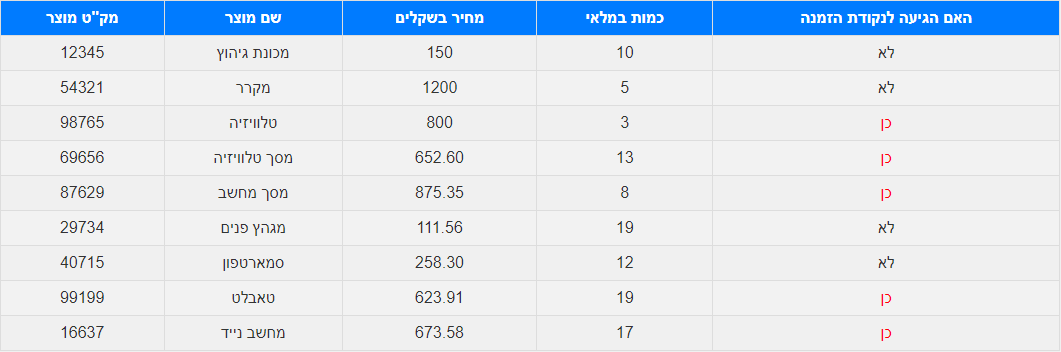 מק"ט מוצר שם מוצר מחיר בשקלים כמות במלאי האם הגיעה לנקודת הזמנה
12345 מכונת גיהוץ 150 10 לא
54321 מקרר 1200 5 לא
98765 טלוויזיה 800 3 כן
69656 מסך טלוויזיה 652.60 13 כן
87629 מסך מחשב 875.35 8 כן
29734 מגהץ פנים 111.56 19 לא
40715 סמארטפון 258.30 12 לא
99199 טאבלט 623.91 19 כן
16637 מחשב נייד 673.58 17 כן